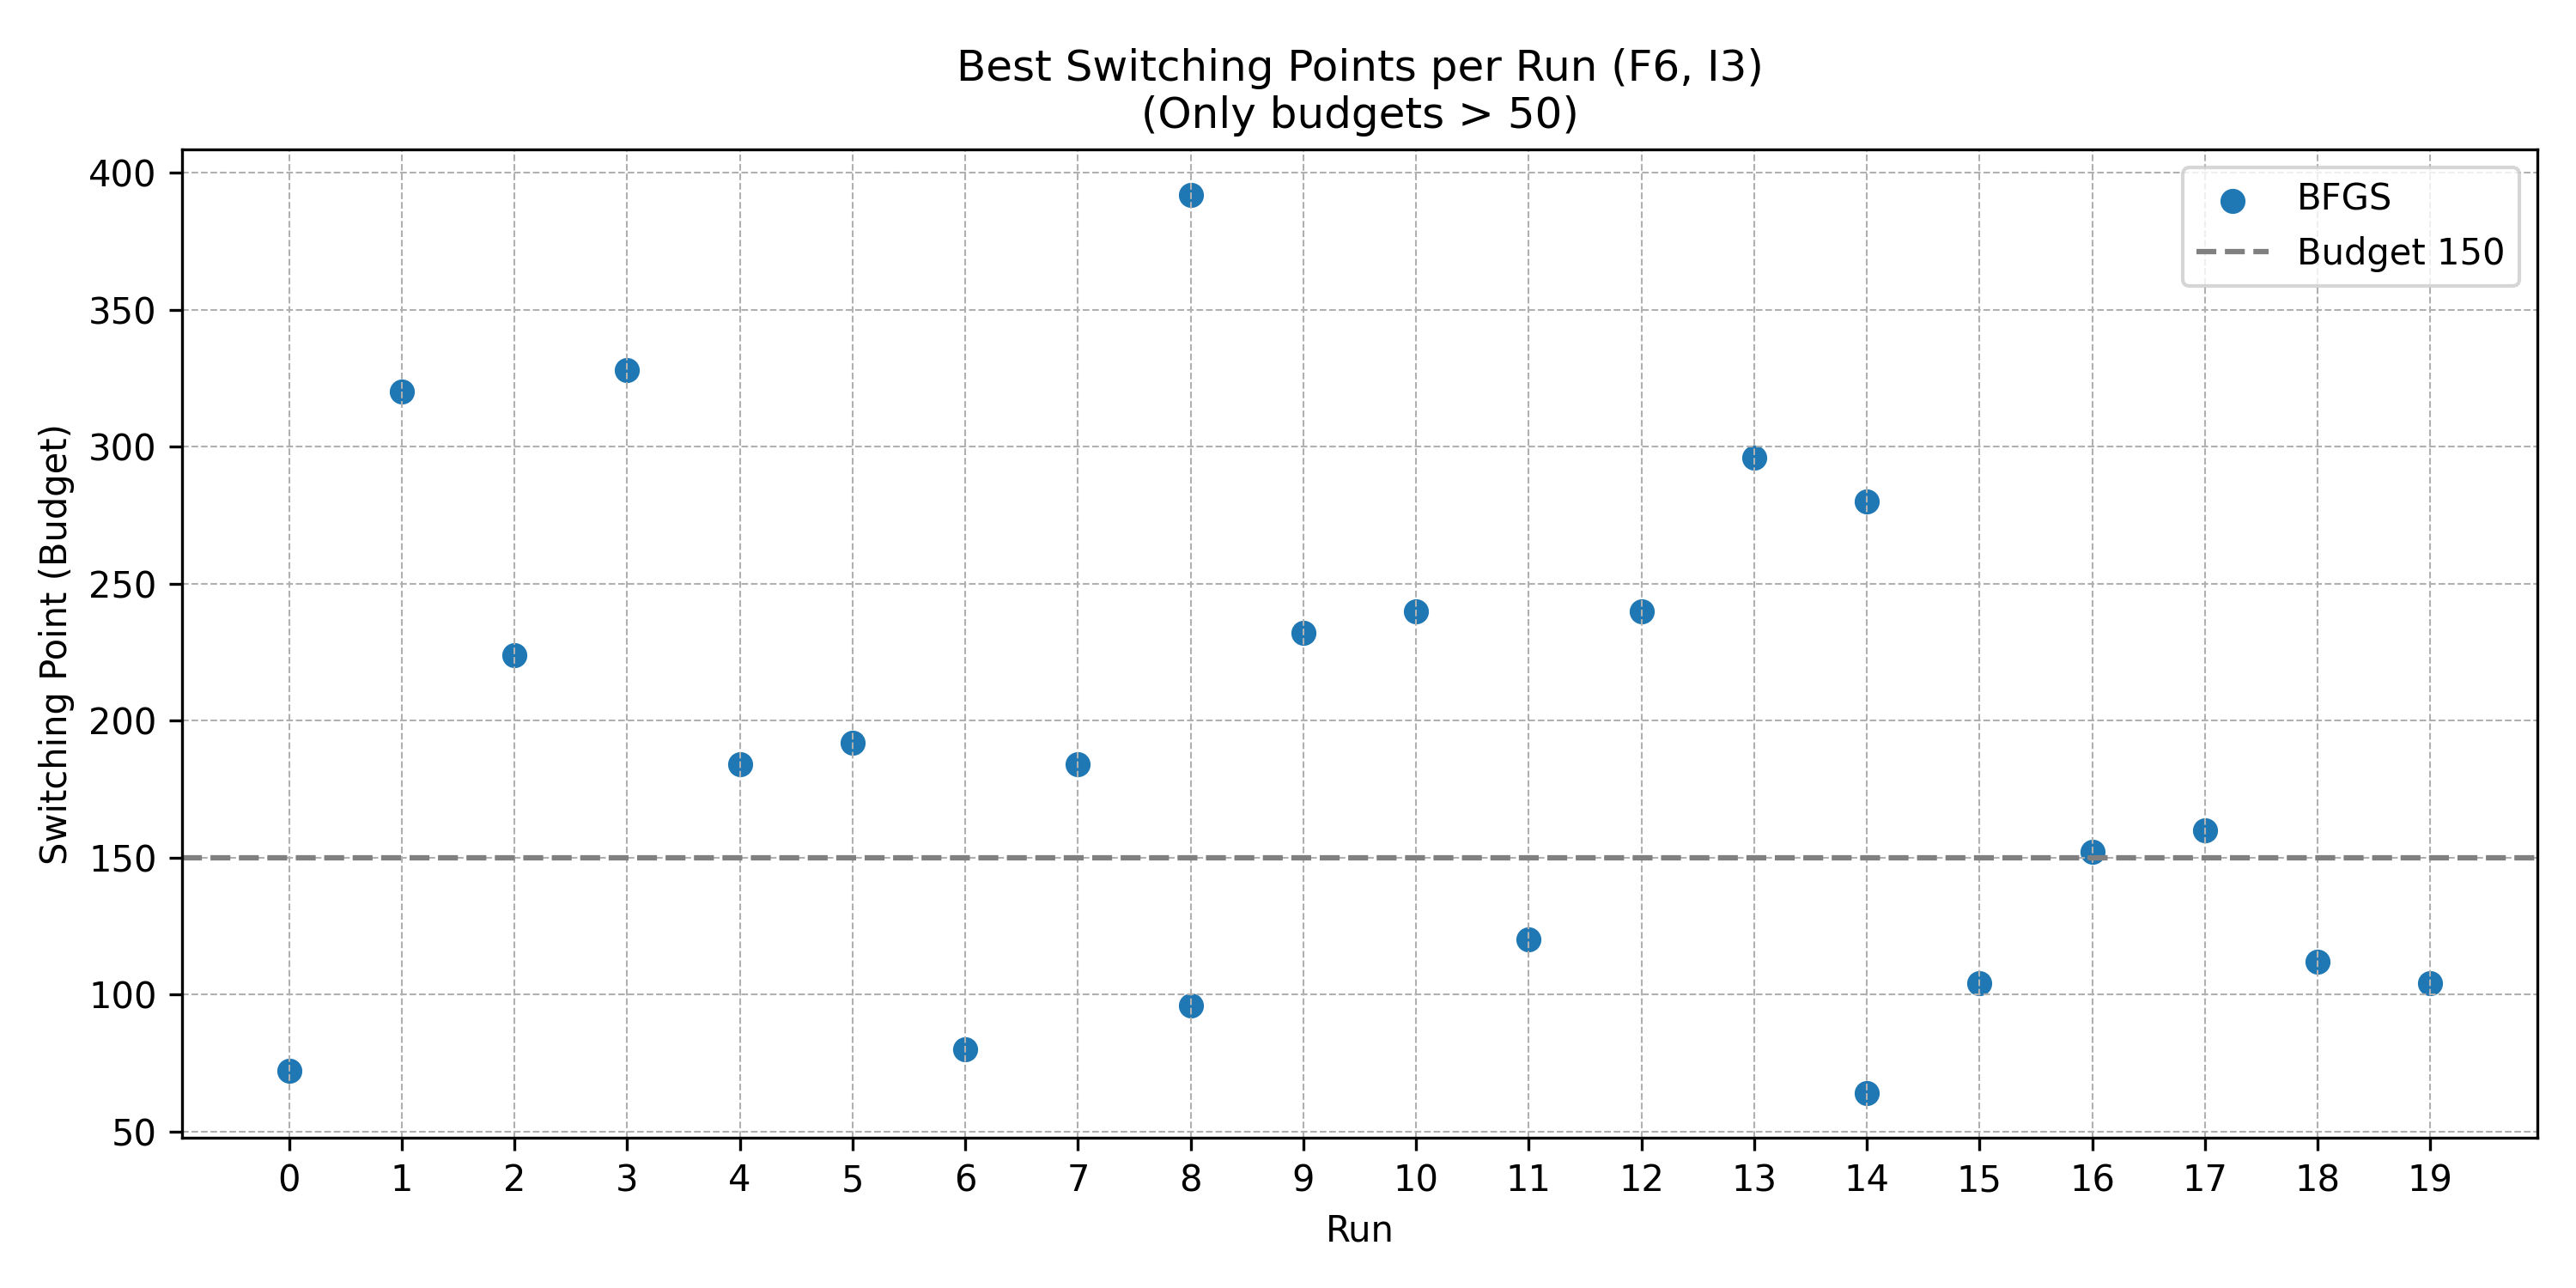 Best Switching Points per Run (F6, I3)
(Only budgets > 50)
BFGS
Budget 150
Switching Point (Budget)
400
350
300
250
200
150
100
50
0 1 2 3 4 5 6 7 8 9 10 11 12 13 14 15 16 17 18 19
Run